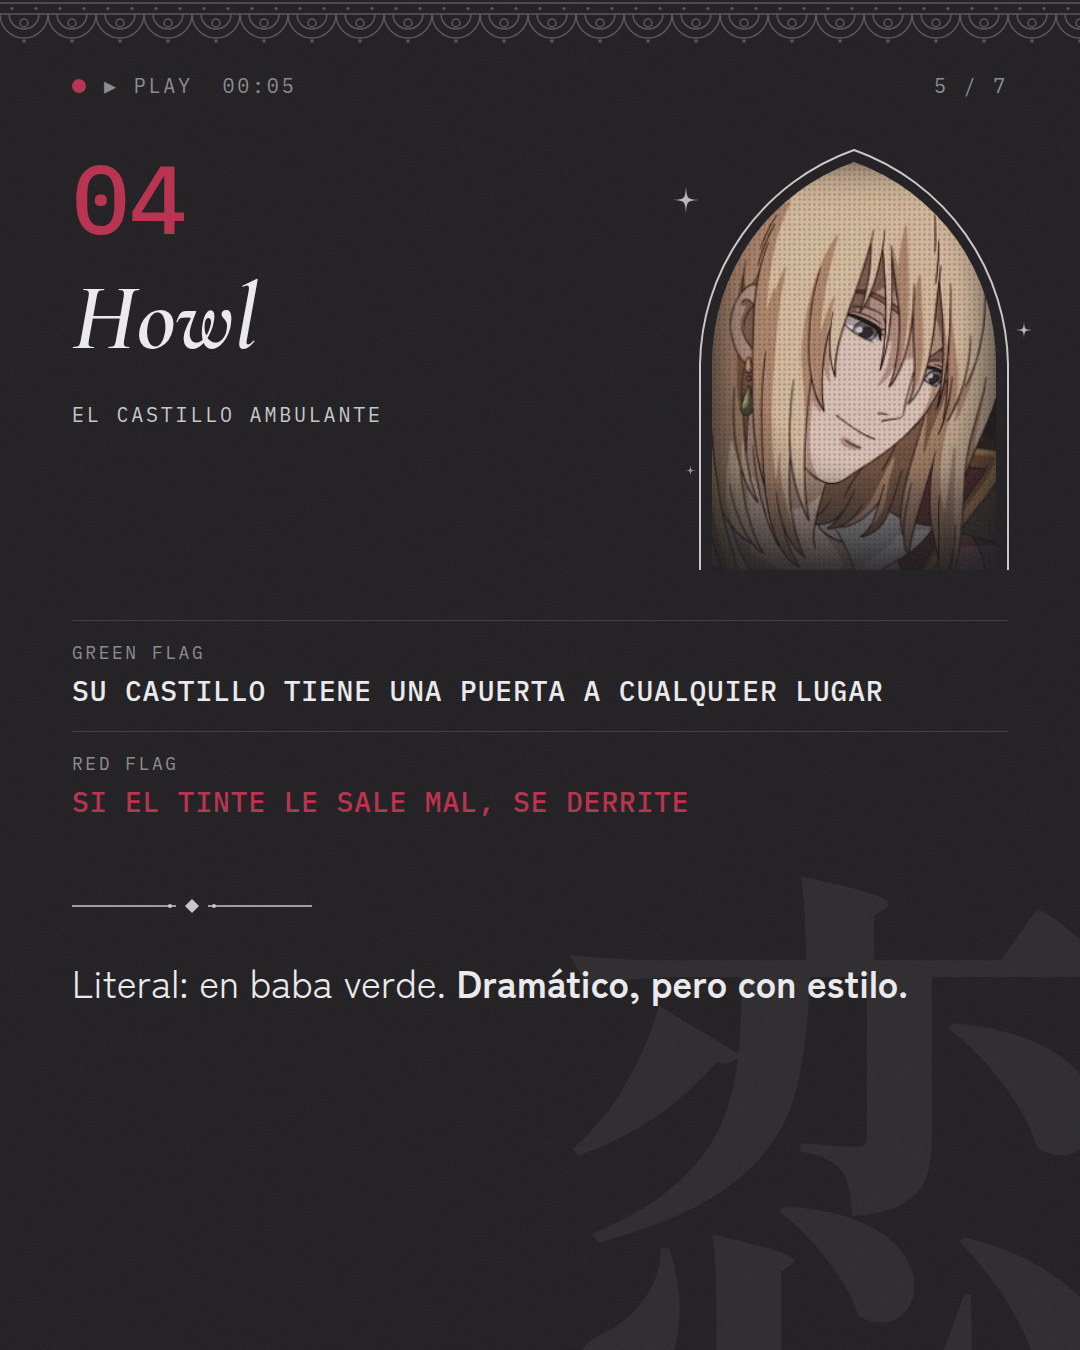 ▶ PLAY 00:05
5 / 7
04
Howl
EL CASTILLO AMBULANTE
GREEN FLAG
SU CASTILLO TIENE UNA PUERTA A CUALQUIER LUGAR
RED FLAG
SI EL TINTE LE SALE MAL, SE DERRITE
Literal: en baba verde. Dramático, pero con estilo.
恋